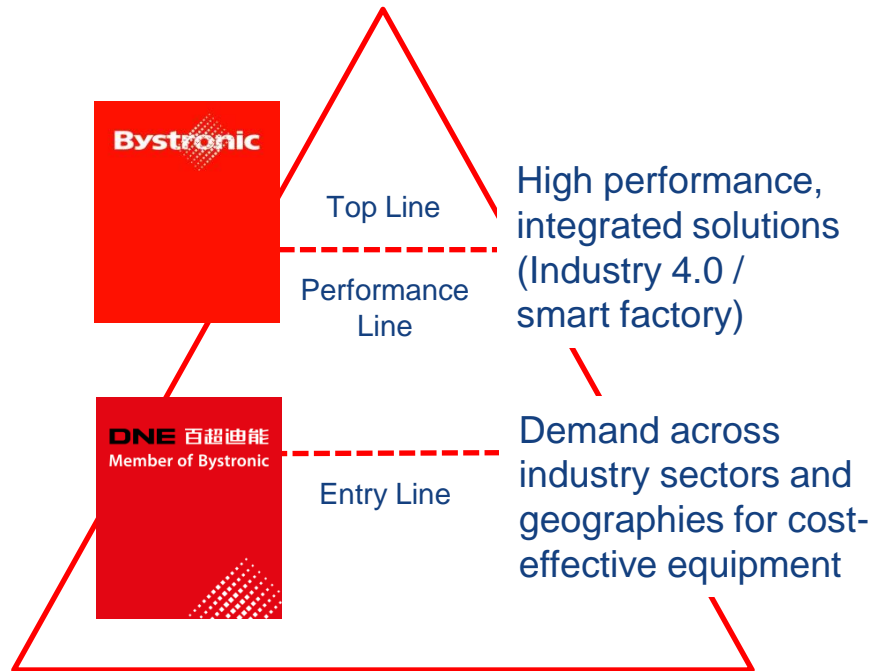 Bystronic
Top Line
Performance
Line
High performance,
integrated solutions
(Industry 4.0 /
smart factory)
DNE 百超迪能
Member of Bystronic
Entry Line
Demand across
industry sectors and
geographies for cost-
effective equipment